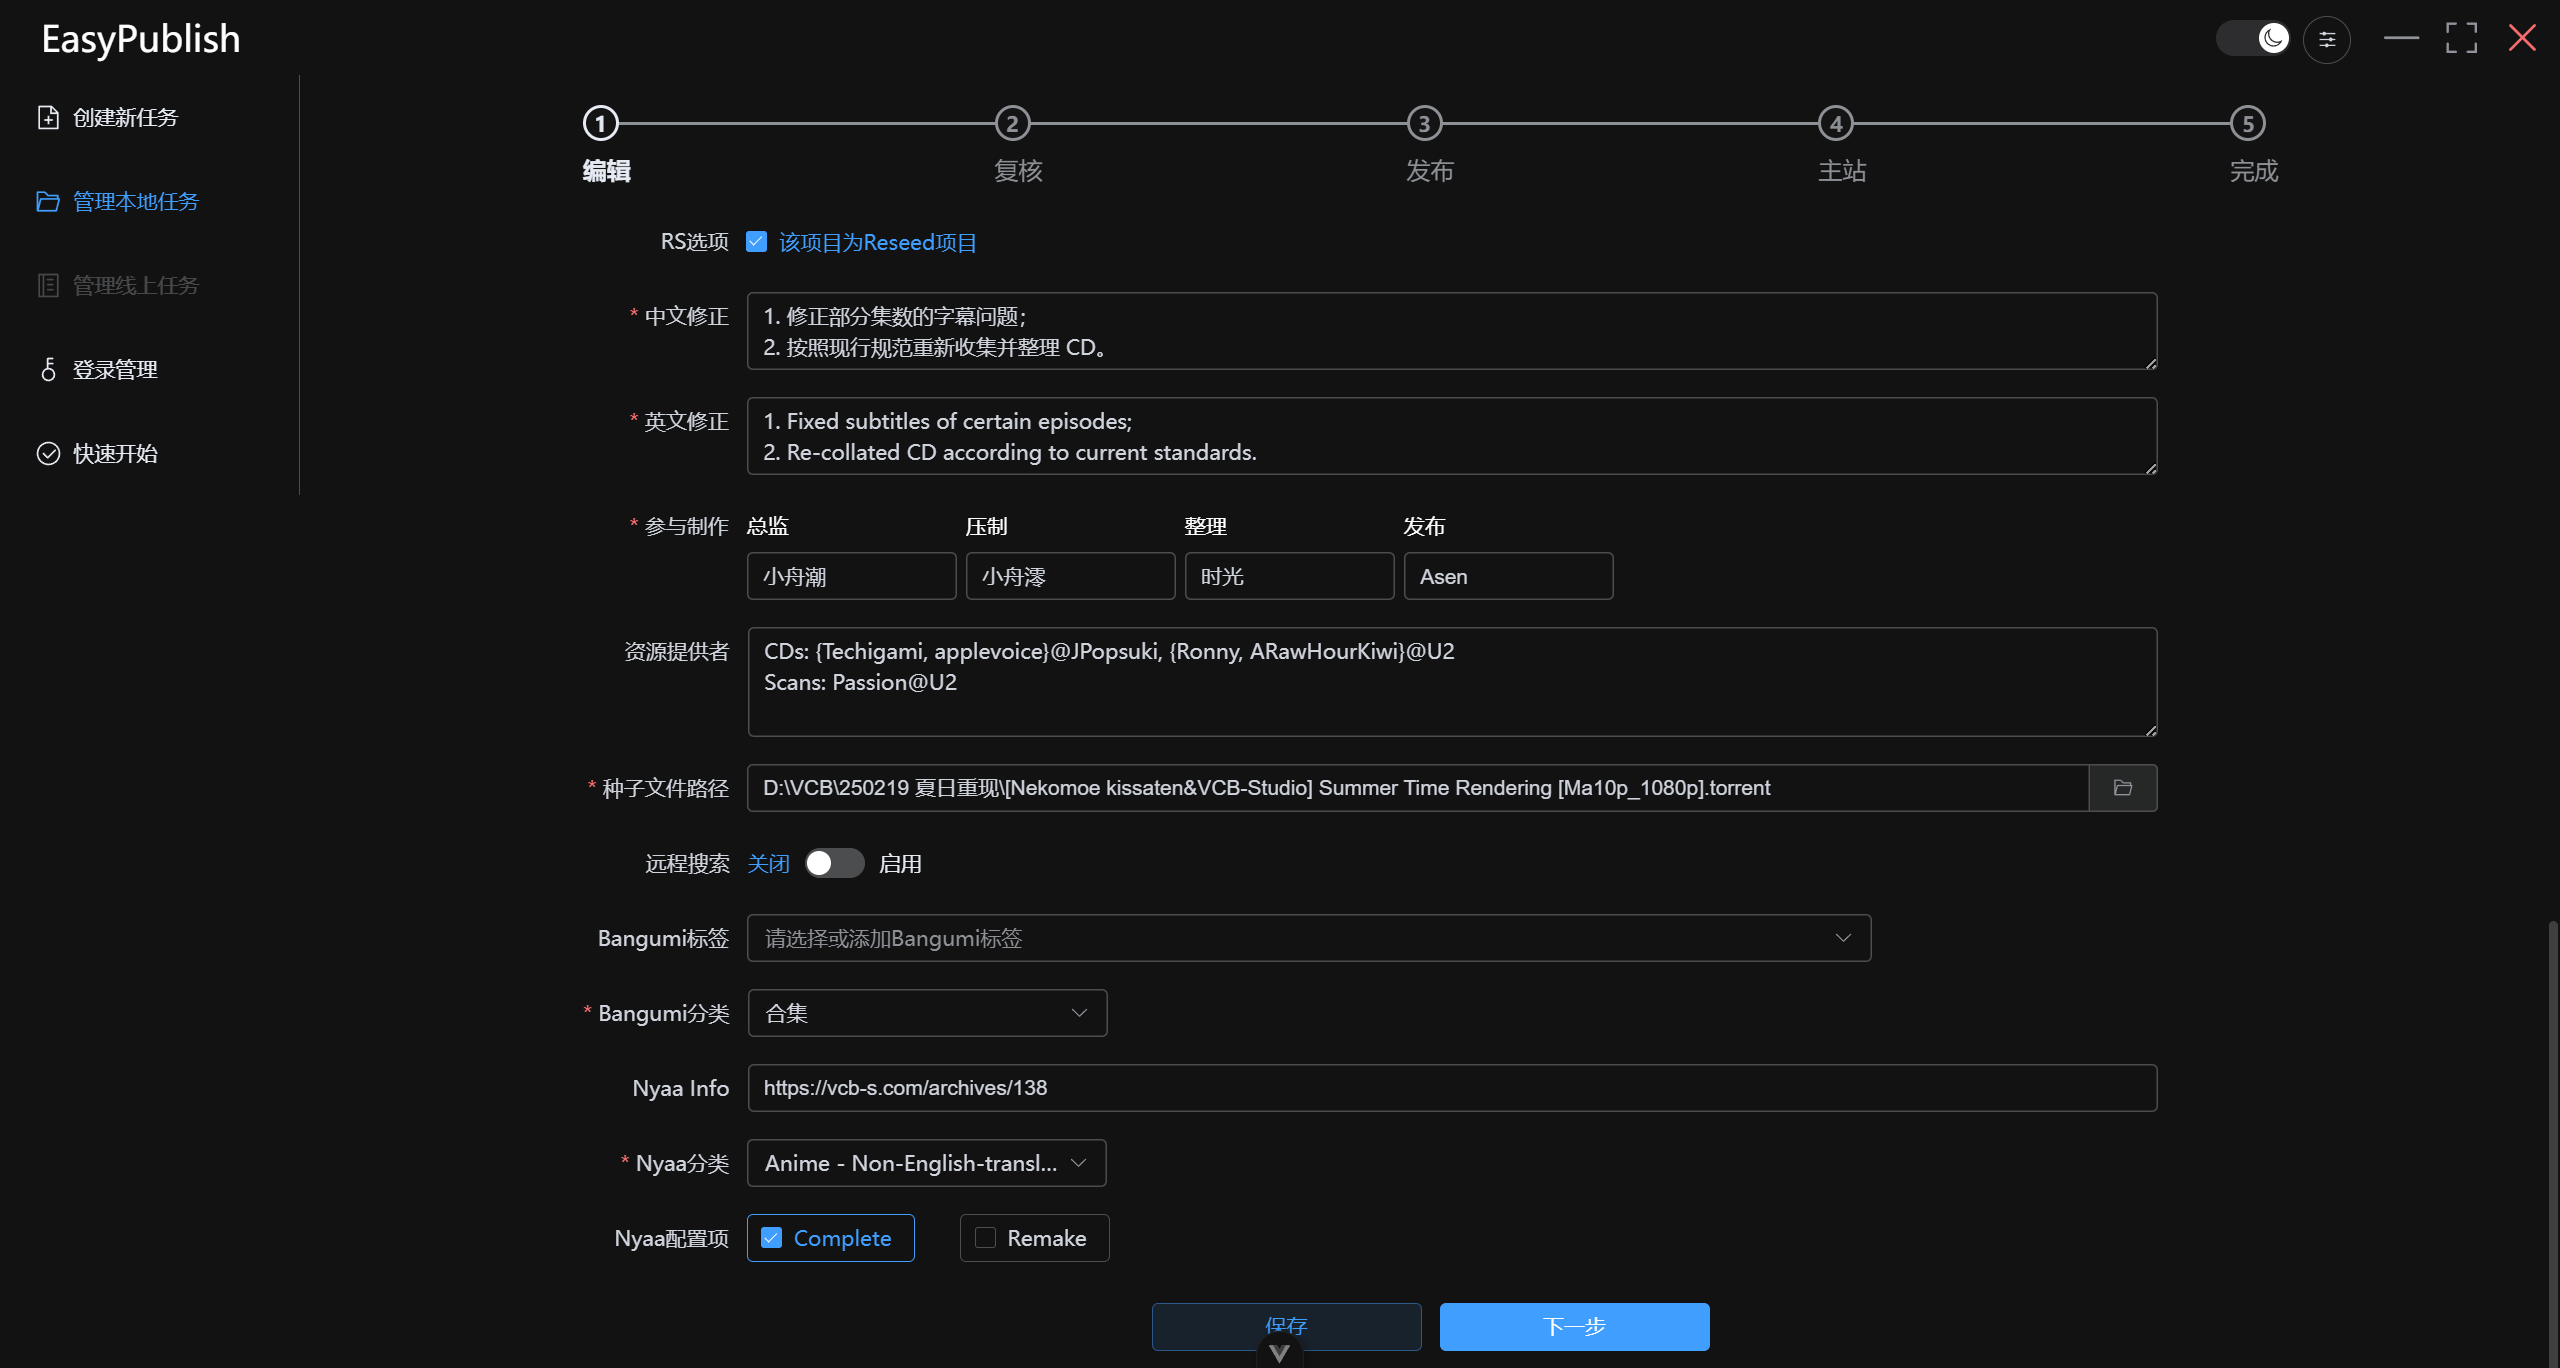 EasyPublish
创建新任务
管理本地任务
管理线上任务
登录管理
快速开始
1
2
3
4
5
编辑
复核
发布
主站
完成
RS选项
该项目为Reseed项目
* 中文修正
1. 修正部分集数的字幕问题；
2. 按照现行规范重新收集并整理 CD。
* 英文修正
1. Fixed subtitles of certain episodes;
2. Re-collated CD according to current standards.
* 参与制作
总监
压制
整理
发布
小舟潮
小舟澪
时光
Asen
资源提供者
CDs: {Techigami, applevoice}@JPopsuki, {Ronny, ARawHourKiwi}@U2
Scans: Passion@U2
* 种子文件路径
D:\VCB\250219 夏日重现\[Nekomoe kissaten&VCB-Studio] Summer Time Rendering [Ma10p_1080p].torrent
远程搜索
关闭
启用
Bangumi标签
请选择或添加Bangumi标签
* Bangumi分类
合集
Nyaa Info
https://vcb-s.com/archives/138
* Nyaa分类
Anime - Non-English-transl...
Nyaa配置项
Complete
Remake
保存
下一步